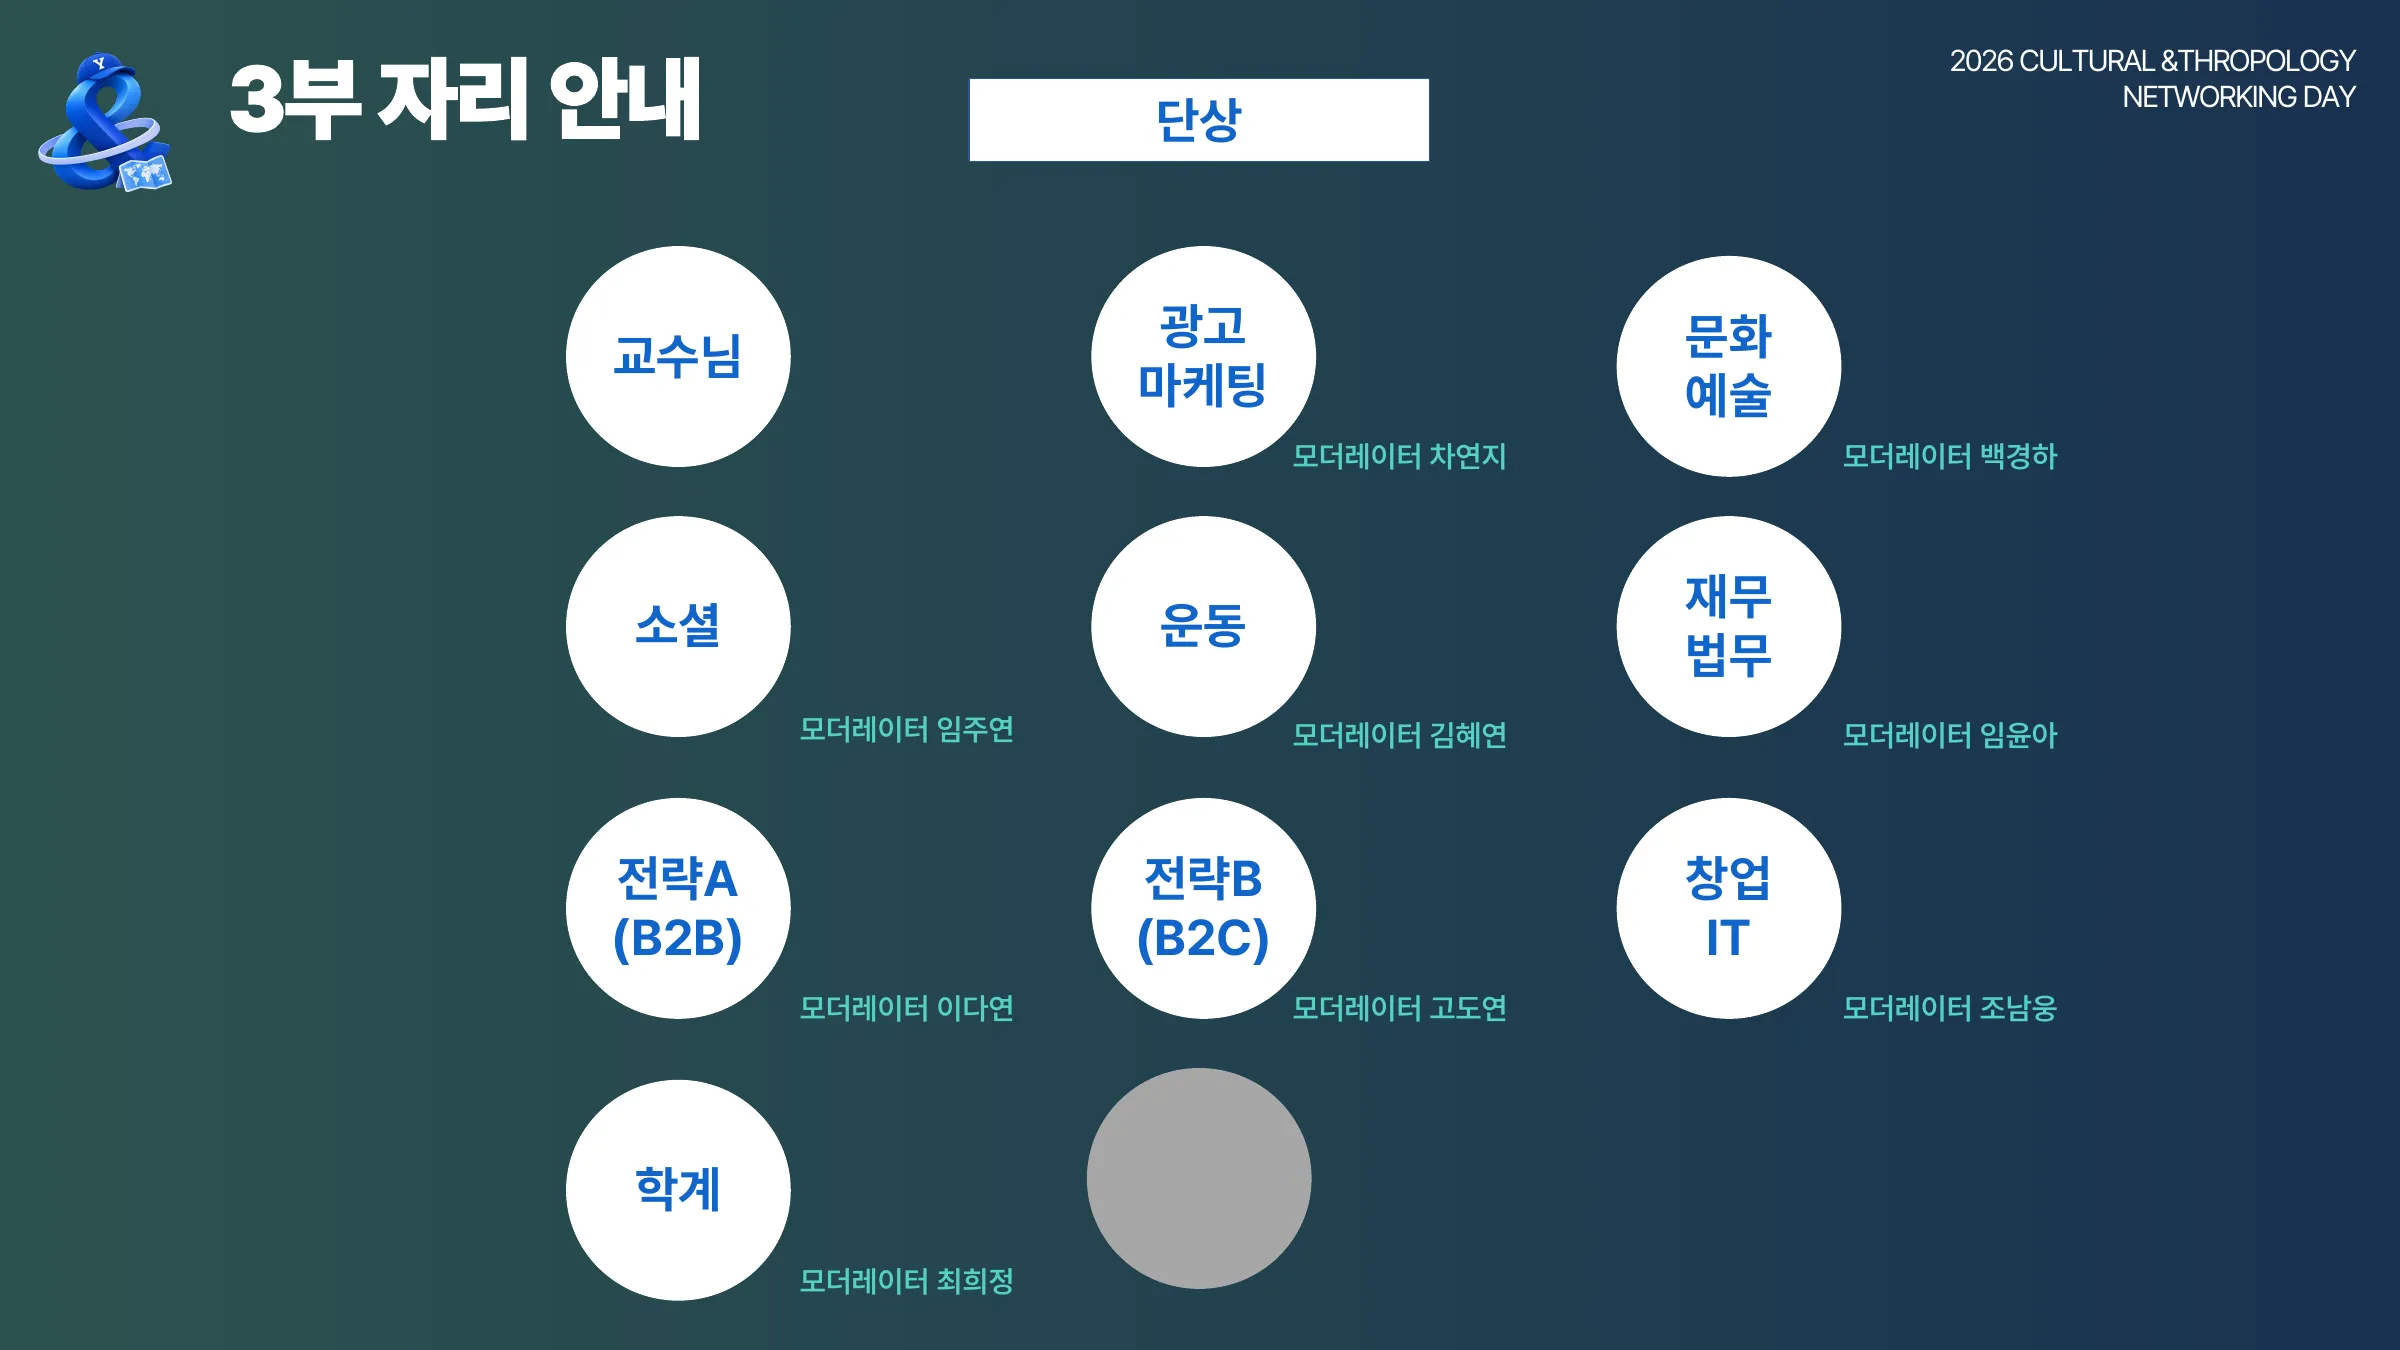 3부 자리 안내
단상
2026 CULTURAL &THROPOLOGY
NETWORKING DAY
Y
교수님
광고
마케팅
모더레이터 차연지
문화
예술
모더레이터 백경하
소셜
모더레이터 임주연
운동
모더레이터 김혜연
재무
법무
모더레이터 임윤아
전략A
(B2B)
모더레이터 이다연
전략B
(B2C)
모더레이터 고도연
창업
IT
모더레이터 조남웅
학계
모더레이터 최희정